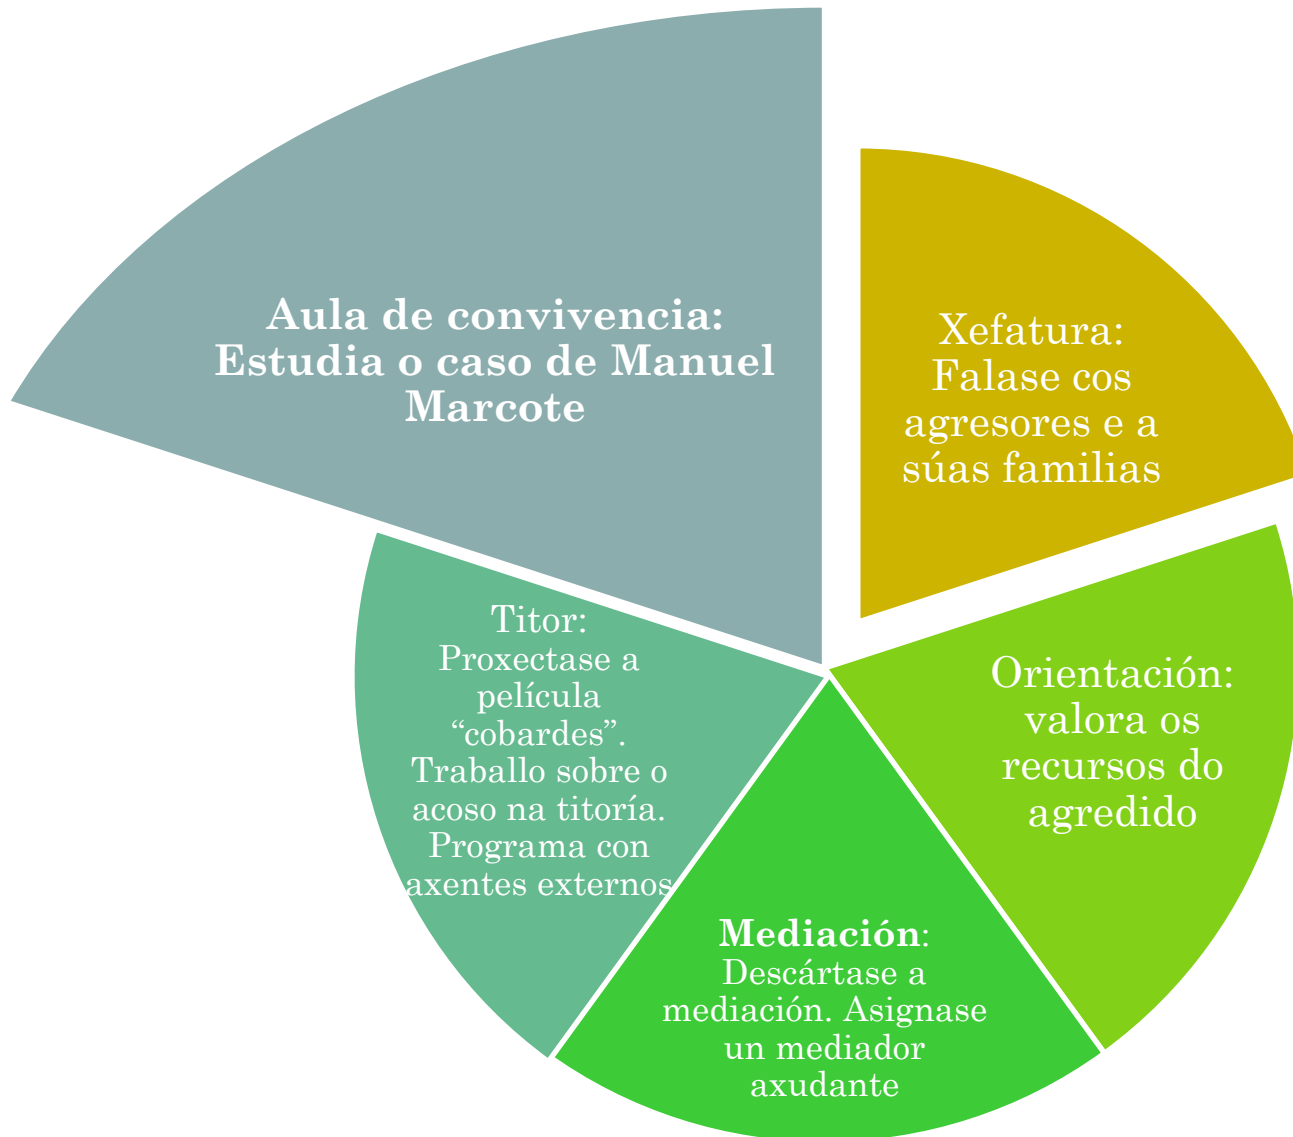 Aula de convivencia:
Estudia o caso de Manuel
Marcote
Xefatura:
Falase cos
agresores e a
súas familias
Orientación:
valora os
recursos do
agredido
Mediación:
Descártase a
mediación. Asignase
un mediador
axudante
Titor:
Proxectase a
película
“cobardes”.
Traballo sobre o
acoso na titoría.
Programa con
axentes externos